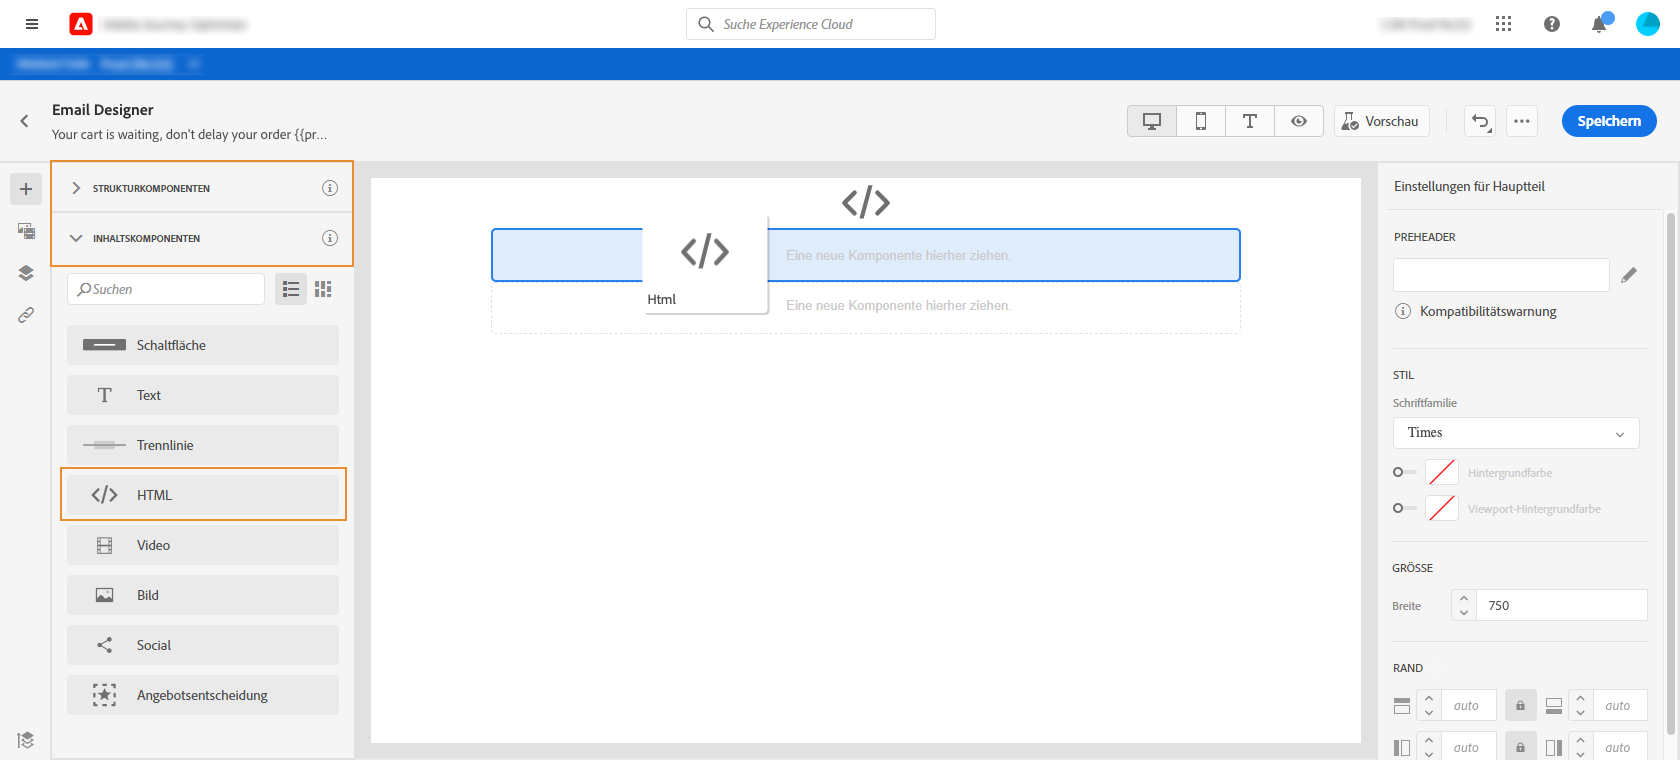 Suche Experience Cloud
Email Designer
Your cart is waiting, don't delay your order {{pr...
Vorschau
Speichern
STRUKTURKOMPONENTEN
INHALTSKOMPONENTEN
Suchen
Schaltfläche
Text
Trennlinie
HTML
Video
Bild
Social
Angebotsentscheidung
Eine neue Komponente hierher ziehen.
Html
Eine neue Komponente hierher ziehen.
Einstellungen für Hauptteil
PREHEADER
Kompatibilitätswarnung
STIL
Schriftfamilie
Times
Hintergrundfarbe
Viewport-Hintergrundfarbe
GRÖSSE
Breite
750
RAND
auto
auto
auto
auto